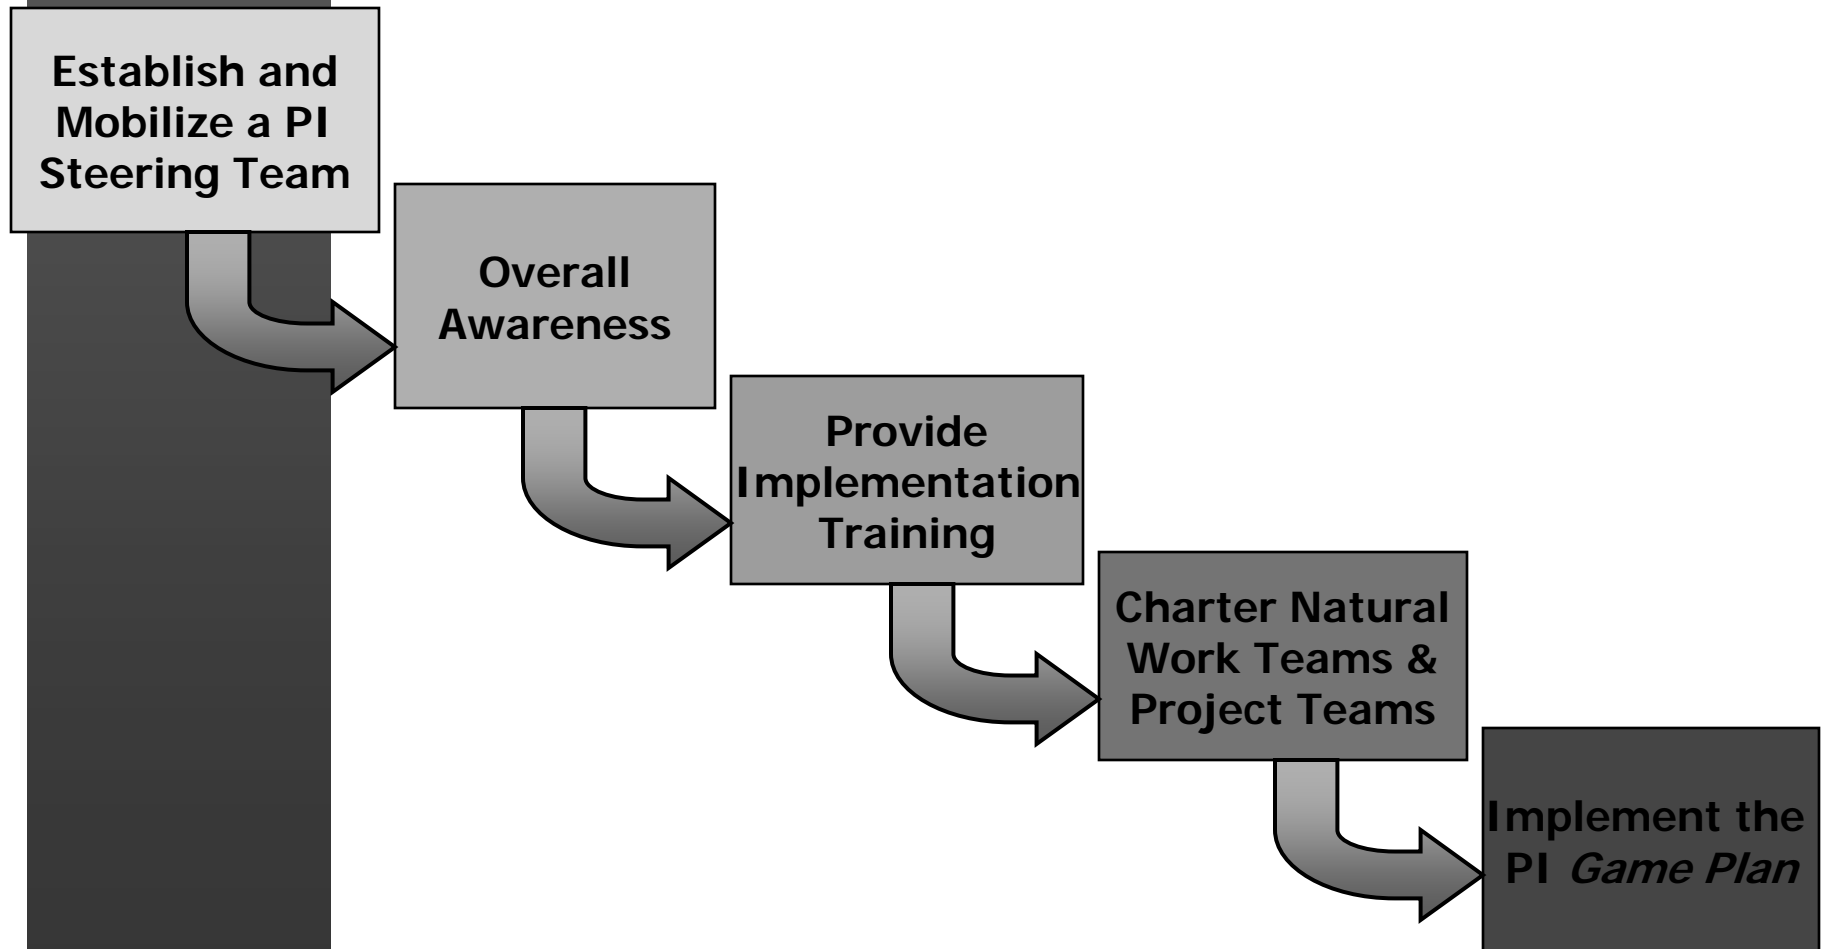 Establish and
Mobilize a PI
Steering Team
Overall
Awareness
Provide
Implementation
Training
Charter Natural
Work Teams &
Project Teams
Implement the
PI Game Plan